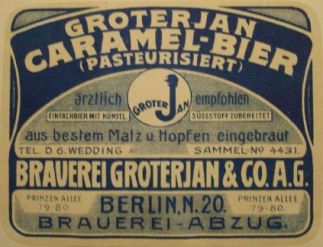 GROTERJAN
CARAMEL-BIER
(PASTEURISIERT)
ärztlich GROTERJAN empfohlen
EINFACHBIER MIT KÜNSTL. SÜSSSTOFF ZUBEREITET
aus bestem Malz u. Hopfen eingebraut
TEL. D 6. WEDDING SAMMEL-No 4431.
BRAUEREI GROTERJAN & CO. A.G.
PRINZEN ALLEE BERLIN, N. 20. PRINZEN ALLEE
79-80. 79-80.
BRAUEREI-ABZUG.